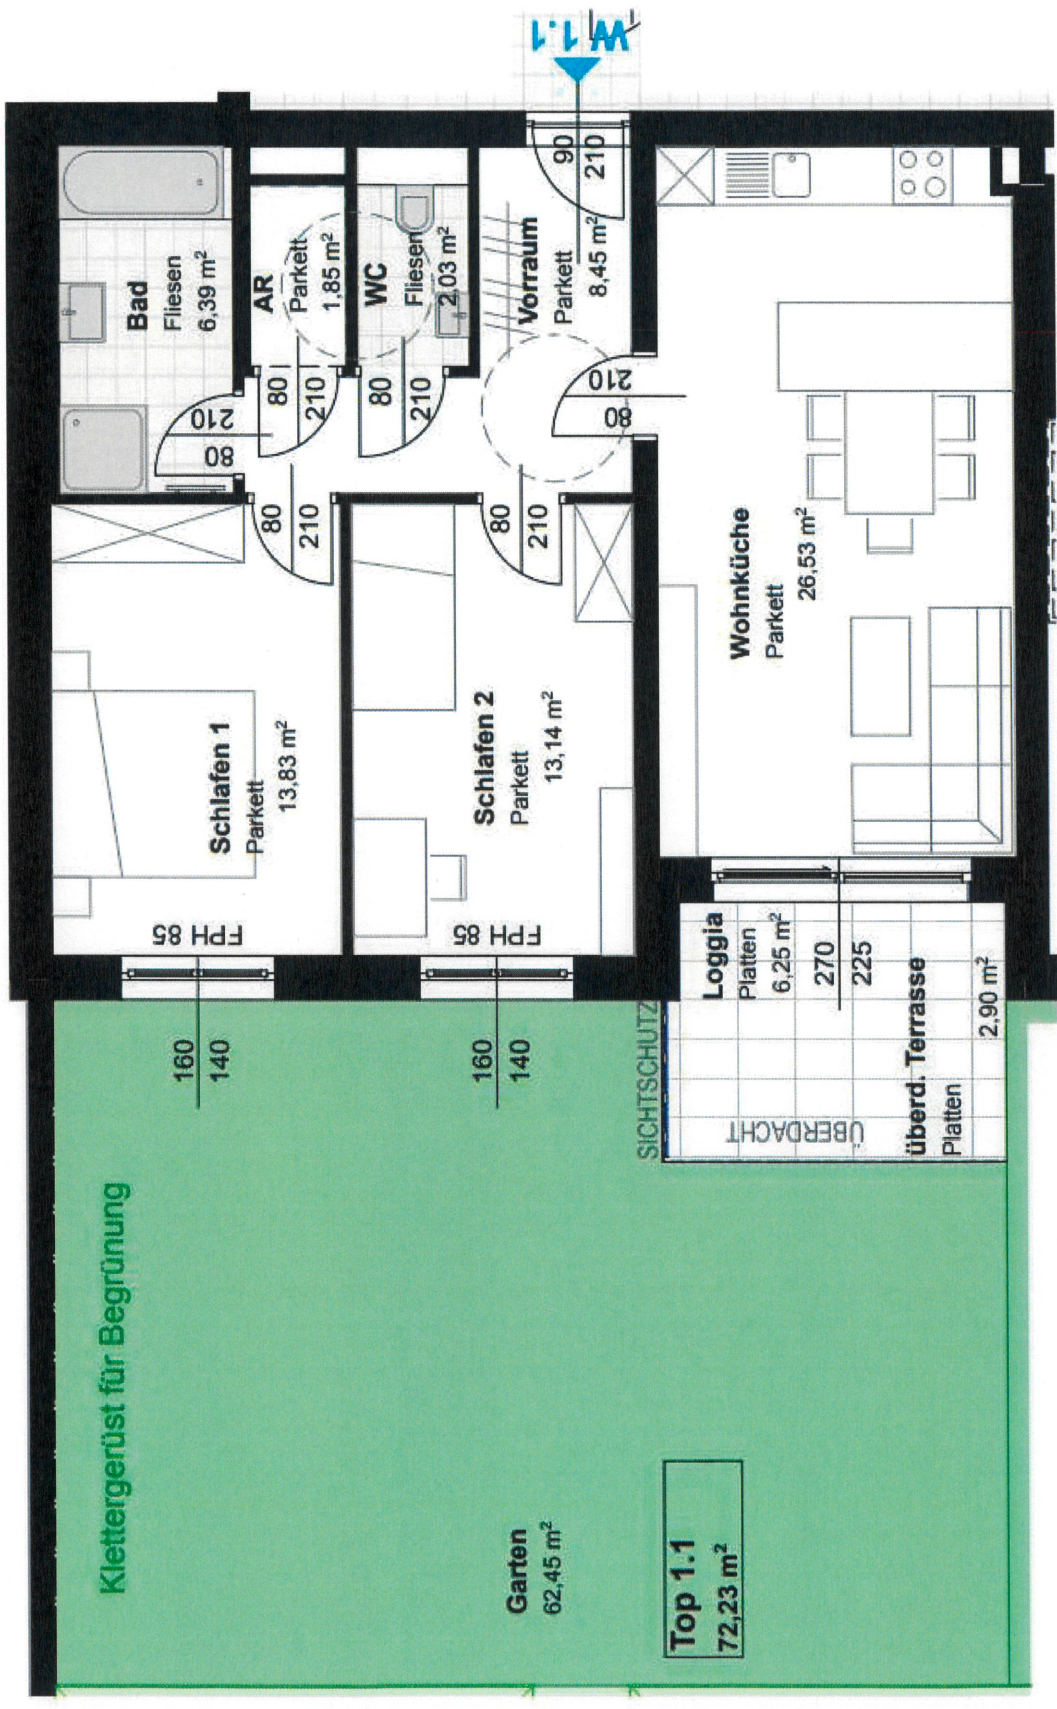 W 1.1
90
210
Bad
Fliesen
6,39 m²
AR
Parkett
1,85 m²
WC
Fliesen
2,03 m²
Vorraum
Parkett
8,45 m²
80
210
80
210
80
210
80
210
80
210
80
210
Schlafen 1
Parkett
13,83 m²
Schlafen 2
Parkett
13,14 m²
Wohnküche
Parkett
26,53 m²
FPH 85
FPH 85
160
140
160
140
Loggia
Platten
6,25 m²
270
225
SICHTSCHUTZ
ÜBERDACHT
überd. Terrasse
Platten
2,90 m²
Klettergerüst für Begrünung
Garten
62,45 m²
Top 1.1
72,23 m²